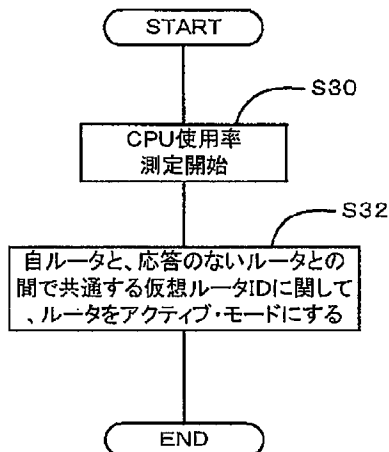 START
S30
CPU使用率
測定開始
S32
自ルータと、応答のないルータとの
間で共通する仮想ルータIDに関して
、ルータをアクティブ・モードにする
END